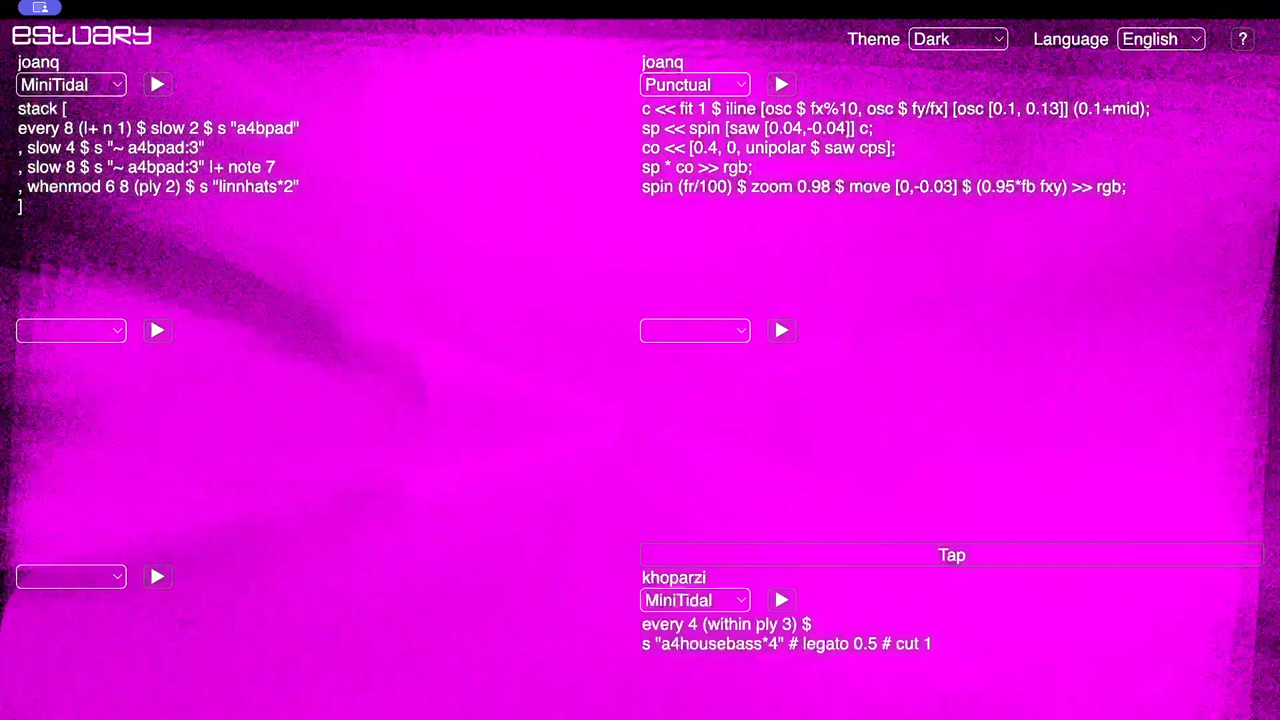 ESTUARY
Theme Dark Language English ?
joanq
MiniTidal
stack [
every 8 (|+ n 1) $ slow 2 $ s "a4bpad"
, slow 4 $ s "~ a4bpad:3"
, slow 8 $ s "~ a4bpad:3" |+ note 7
, whenmod 6 8 (ply 2) $ s "linnhats*2"
]
joanq
Punctual
c << fit 1 $ iline [osc $ fx%10, osc $ fy/fx] [osc [0.1, 0.13]] (0.1+mid);
sp << spin [saw [0.04,-0.04]] c;
co << [0.4, 0, unipolar $ saw cps];
sp * co >> rgb;
spin (fr/100) $ zoom 0.98 $ move [0,-0.03] $ (0.95*fb fxy) >> rgb;
Tap
khoparzi
MiniTidal
every 4 (within ply 3) $
s "a4housebass*4" # legato 0.5 # cut 1